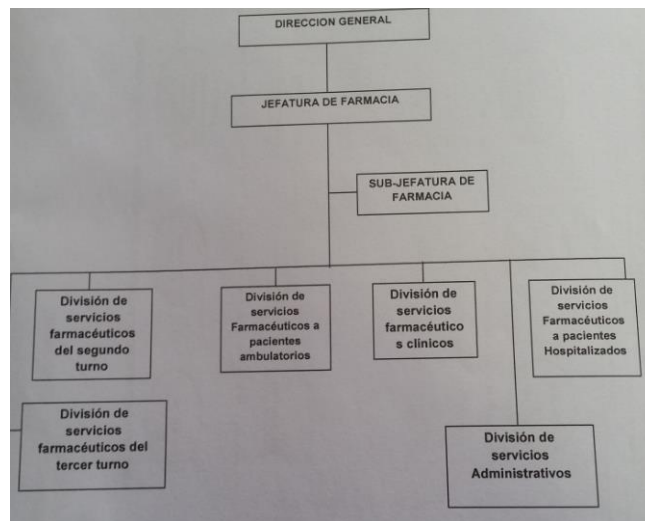 DIRECCION GENERAL
JEFATURA DE FARMACIA
SUB-JEFATURA DE
FARMACIA
División de
servicios
farmacéuticos
del segundo
turno
División de
servicios
Farmacéuticos a
pacientes
ambulatorios
División de
servicios
farmacéutico
s clínicos
División de
servicios
Farmacéuticos
a pacientes
Hospitalizados
División de
servicios
farmacéuticos del
tercer turno
División de
servicios
Administrativos